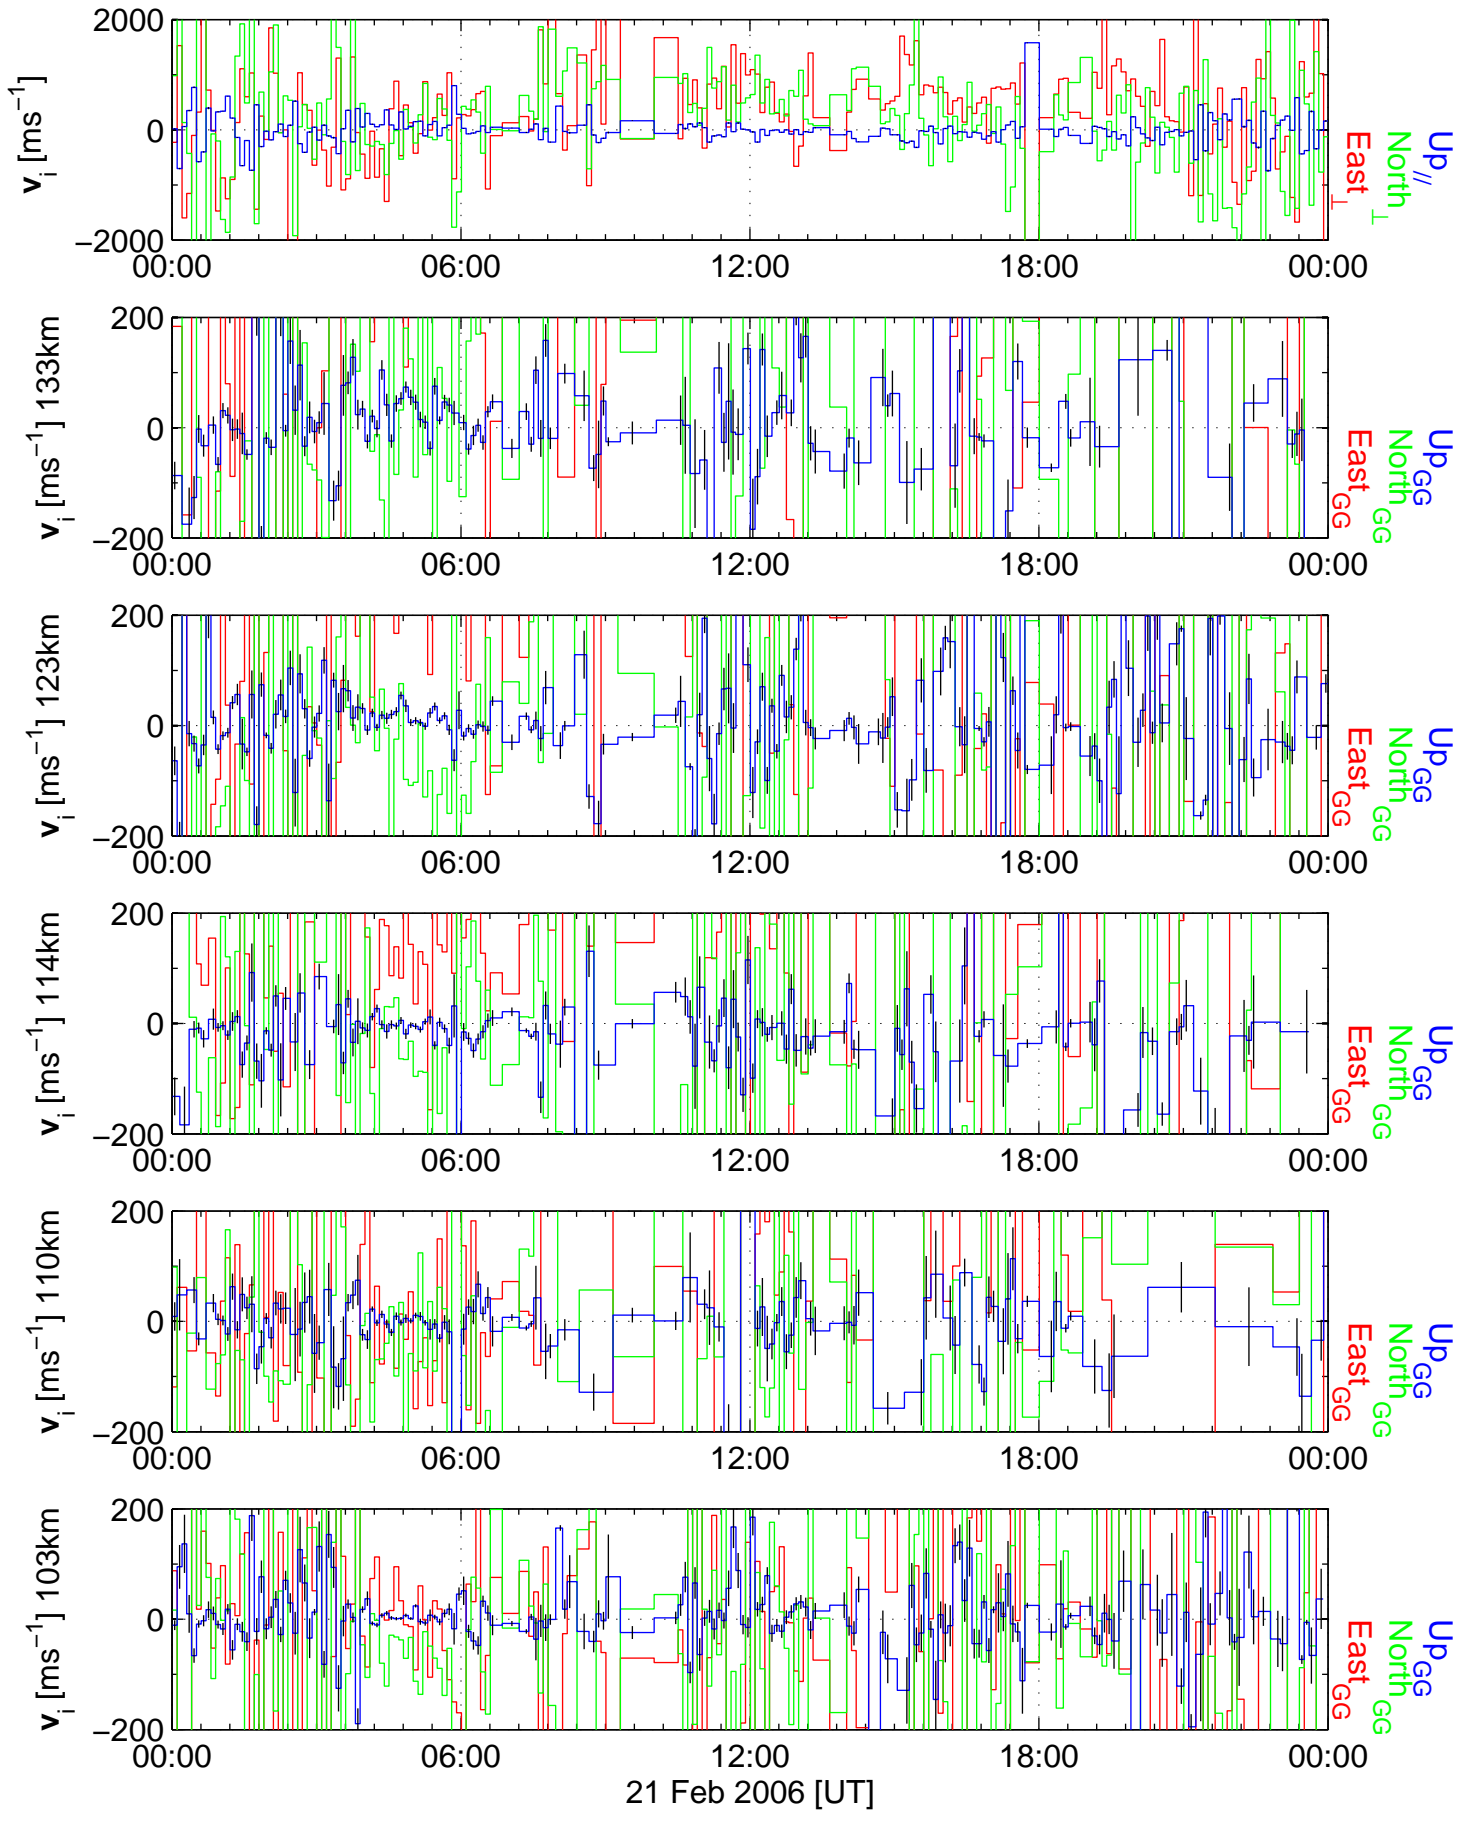 2000
0
−2000
v_i [ms^−1]
00:00 06:00 12:00 18:00 00:00
Up_//
North_⊥
East_⊥
200
0
−200
v_i [ms^−1] 133km
00:00 06:00 12:00 18:00 00:00
Up_GG
North_GG
East_GG
200
0
−200
v_i [ms^−1] 123km
00:00 06:00 12:00 18:00 00:00
Up_GG
North_GG
East_GG
200
0
−200
v_i [ms^−1] 114km
00:00 06:00 12:00 18:00 00:00
Up_GG
North_GG
East_GG
200
0
−200
v_i [ms^−1] 110km
00:00 06:00 12:00 18:00 00:00
Up_GG
North_GG
East_GG
200
0
−200
v_i [ms^−1] 103km
00:00 06:00 12:00 18:00 00:00
Up_GG
North_GG
East_GG
21 Feb 2006 [UT]